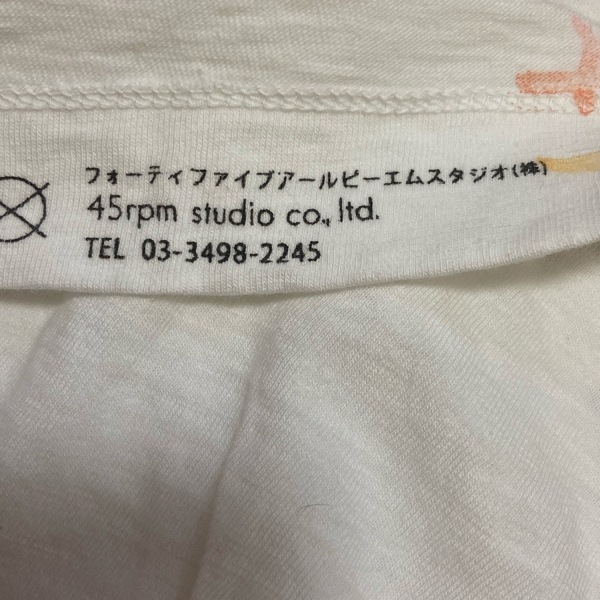 フォーティファイブアールピーエムスタジオ(株)
45rpm studio co., ltd.
TEL 03-3498-2245